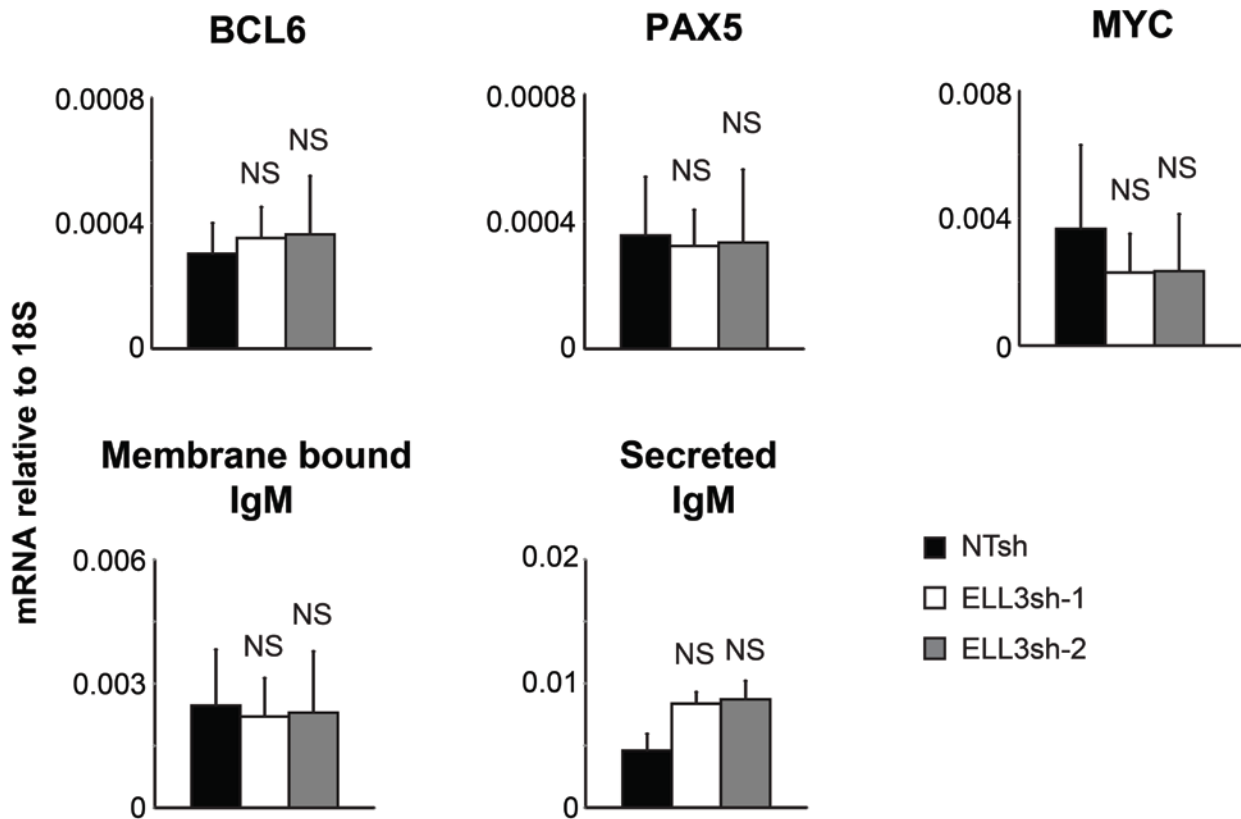 BCL6
PAX5
MYC
mRNA relative to 18S
0.0008
0.0004
0
NS
NS
0.0008
0.0004
0
NS
NS
0.008
0.004
0
NS
NS
Membrane bound
IgM
Secreted
IgM
0.006
0.003
0
NS
NS
0.02
0.01
0
NS
NS
NTsh
ELL3sh-1
ELL3sh-2